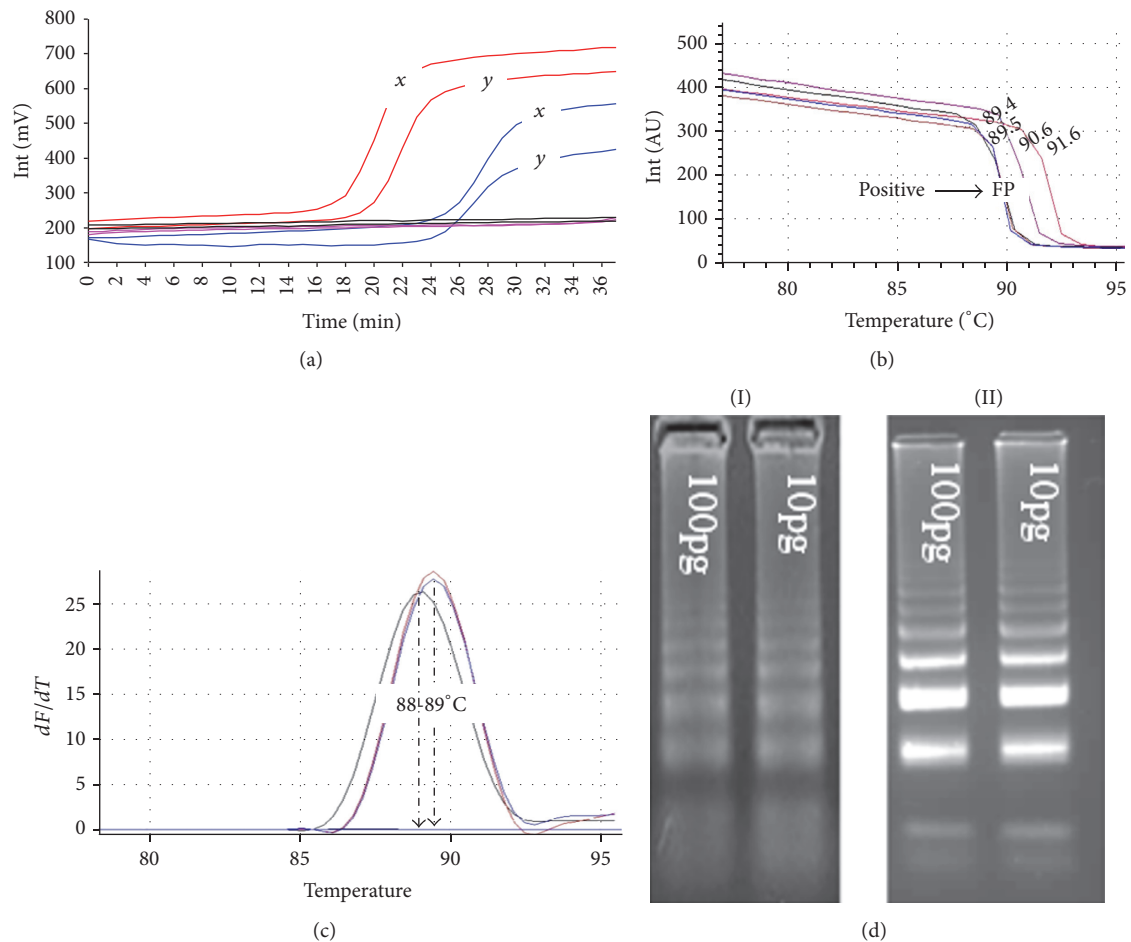 800
700
600
500
400
300
200
100
Int (mV)
x
y
x
y
0 2 4 6 8 10 12 14 16 18 20 22 24 26 28 30 32 34 36
Time (min)
(a)
500
400
300
200
100
0
Int (AU)
89.4
89.5
90.6
91.6
Positive FP
80 85 90 95
Temperature (°C)
(b)
25
20
15
10
5
0
dF/dT
88-89°C
80 85 90 95
Temperature
(c)
(I) (II)
100pg 10pg 100pg 10pg
(d)